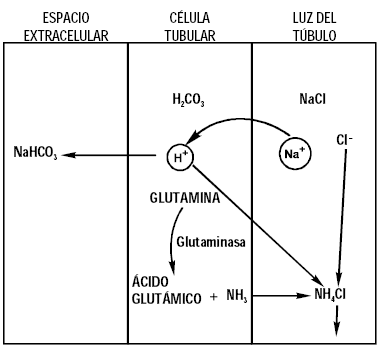 ESPACIO
EXTRACELULAR
CÉLULA
TUBULAR
LUZ DEL
TÚBULO
H₂CO₃
NaCl
Cl⁻
NaHCO₃
H⁺
Na⁺
GLUTAMINA
Glutaminasa
ÁCIDO
GLUTÁMICO + NH₃
NH₄Cl